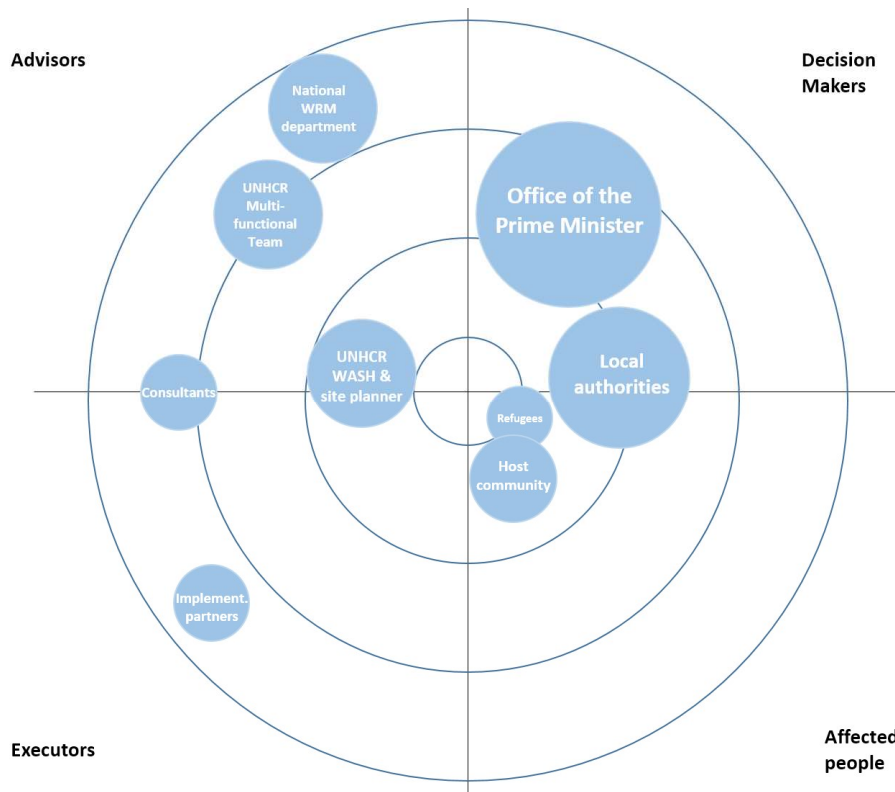 Advisors
Decision
Makers
National
WRM
department
UNHCR
Multi-
functional
Team
Office of the
Prime Minister
UNHCR
WASH &
site planner
Local
authorities
Consultants
Refugees
Host
community
Implement.
partners
Executors
Affected
people